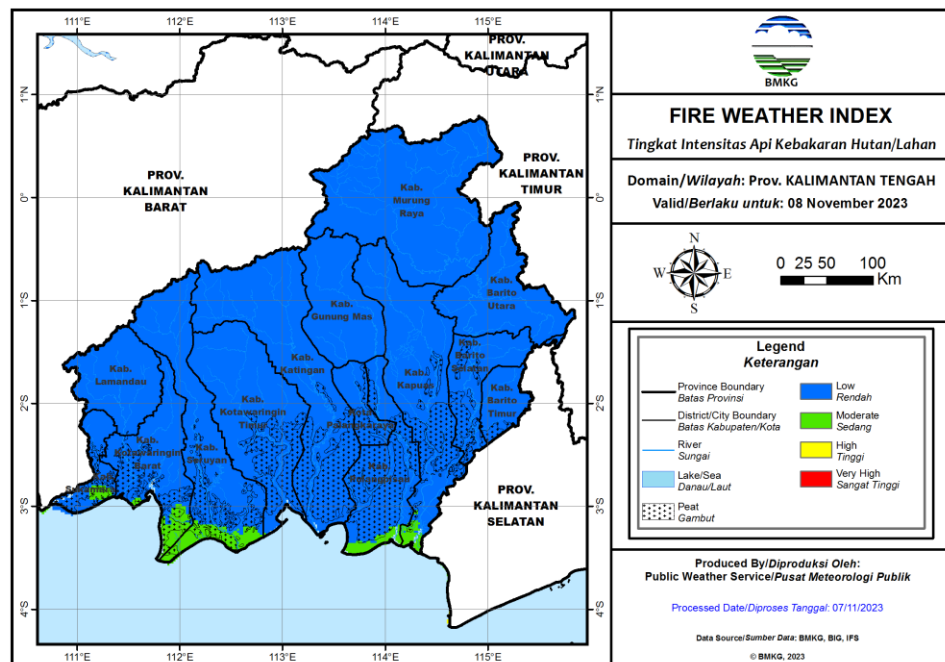 111°E 112°E 113°E 114°E 115°E
1°N
0°
1°S
2°S
3°S
4°S
PROV.
KALIMANTAN
UTARA
PROV.
KALIMANTAN
BARAT
PROV.
KALIMANTAN
TIMUR
Kab.
Murung
Raya
Kab.
Barito
Utara
Kab.
Gunung Mas
Kab.
Barito
Selatan
Kab.
Katingan
Kab.
Lamandau
Kab.
Kapuas
Kab.
Barito
Timur
Kab.
Kotawaringin
Timur
Kab.
Kotawaringin
Barat
Kab.
Seruyan
Kab.
PROV.
KALIMANTAN
SELATAN
1°N
0°
1°S
2°S
3°S
4°S
111°E 112°E 113°E 114°E 115°E
BMKG
FIRE WEATHER INDEX
Tingkat Intensitas Api Kebakaran Hutan/Lahan
Domain/Wilayah: Prov. KALIMANTAN TENGAH
Valid/Berlaku untuk: 08 November 2023
N
W E
S
0 25 50 100
Km
Legend
Keterangan
Province Boundary
Batas Provinsi
District/City Boundary
Batas Kabupaten/Kota
River
Sungai
Lake/Sea
Danau/Laut
Peat
Gambut
Low
Rendah
Moderate
Sedang
High
Tinggi
Very High
Sangat Tinggi
Produced By/Diproduksi Oleh:
Public Weather Service/Pusat Meteorologi Publik
Processed Date/Diproses Tanggal: 07/11/2023
Data Source/Sumber Data: BMKG, BIG, IFS
© BMKG, 2023